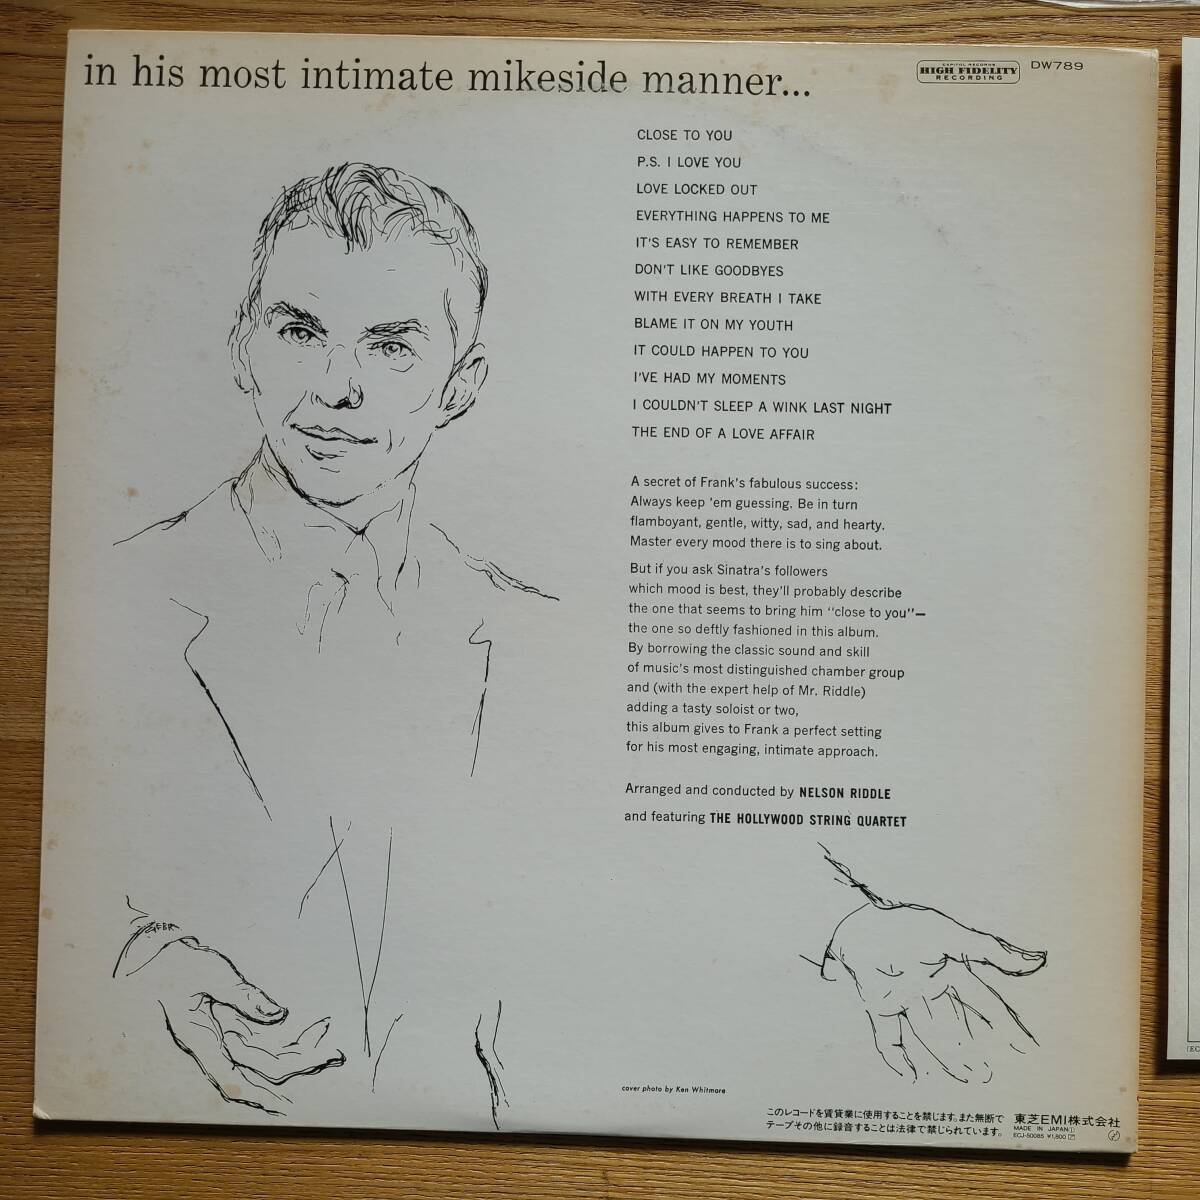 in his most intimate mikeside manner...
CAPITOL RECORDS
HIGH FIDELITY
RECORDING
DW789
CLOSE TO YOU
P.S. I LOVE YOU
LOVE LOCKED OUT
EVERYTHING HAPPENS TO ME
IT'S EASY TO REMEMBER
DON'T LIKE GOODBYES
WITH EVERY BREATH I TAKE
BLAME IT ON MY YOUTH
IT COULD HAPPEN TO YOU
I'VE HAD MY MOMENTS
I COULDN'T SLEEP A WINK LAST NIGHT
THE END OF A LOVE AFFAIR
A secret of Frank's fabulous success:
Always keep 'em guessing. Be in turn
flamboyant, gentle, witty, sad, and hearty.
Master every mood there is to sing about.
But if you ask Sinatra's followers
which mood is best, they'll probably describe
the one that seems to bring him "close to you"—
the one so deftly fashioned in this album.
By borrowing the classic sound and skill
of music's most distinguished chamber group
and (with the expert help of Mr. Riddle)
adding a tasty soloist or two,
this album gives to Frank a perfect setting
for his most engaging, intimate approach.
Arranged and conducted by NELSON RIDDLE
and featuring THE HOLLYWOOD STRING QUARTET
cover photo by Ken Whitmore
このレコードを賃貸業に使用することを禁じます。また無断で
テープその他に録音することは法律で禁じられています。
東芝EMI株式会社
MADE IN JAPAN
ECJ-50085 ¥1,800
(EC